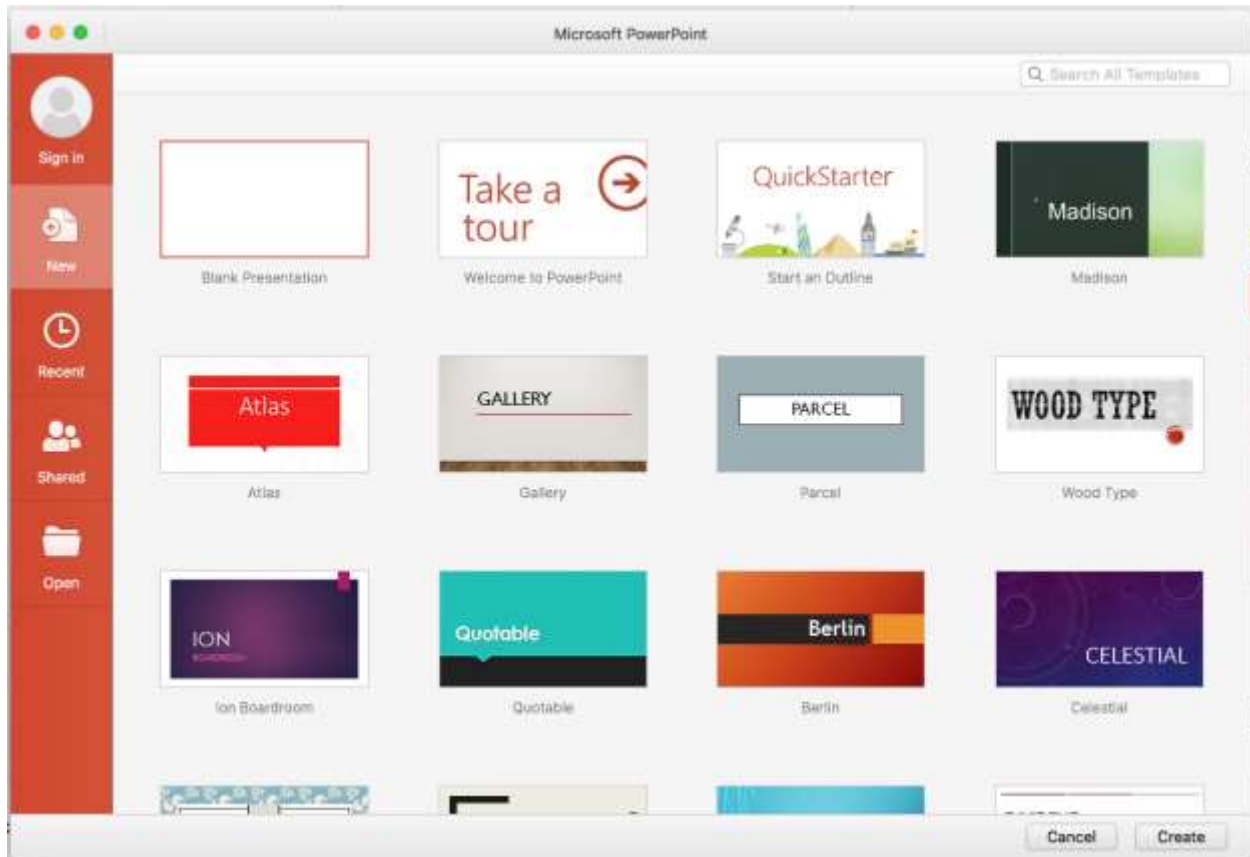 Microsoft PowerPoint
Search All Templates
Sign in
New
Recent
Shared
Open
Take a
tour
QuickStarter
Madison
Blank Presentation
Welcome to PowerPoint
Start an Outline
Madison
Atlas
GALLERY
PARCEL
WOOD TYPE
Atlas
Gallery
Parcel
Wood Type
ION
BOARDROOM
Quotable
Berlin
CELESTIAL
Ion Boardroom
Quotable
Berlin
Celestial
Cancel
Create